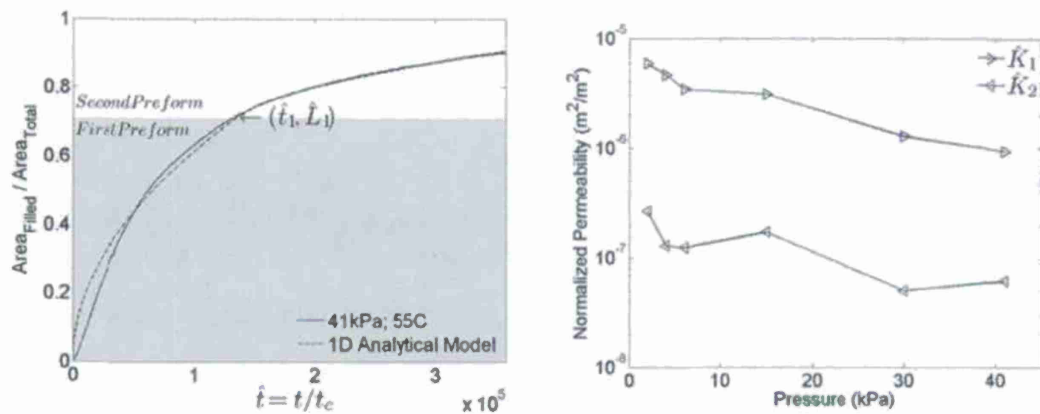 1
0.8
0.6
0.4
0.2
0
Area_Filled / Area_Total
SecondPreform
FirstPreform
(t̂₁, L̂₁)
41kPa; 55C
1D Analytical Model
0 1 2 3
x 10⁵
t̂ = t/t_c
10⁻⁵
10⁻⁶
10⁻⁷
10⁻⁸
Normalized Permeability (m²/m²)
K̂₁
K̂₂
0 10 20 30 40
Pressure (kPa)